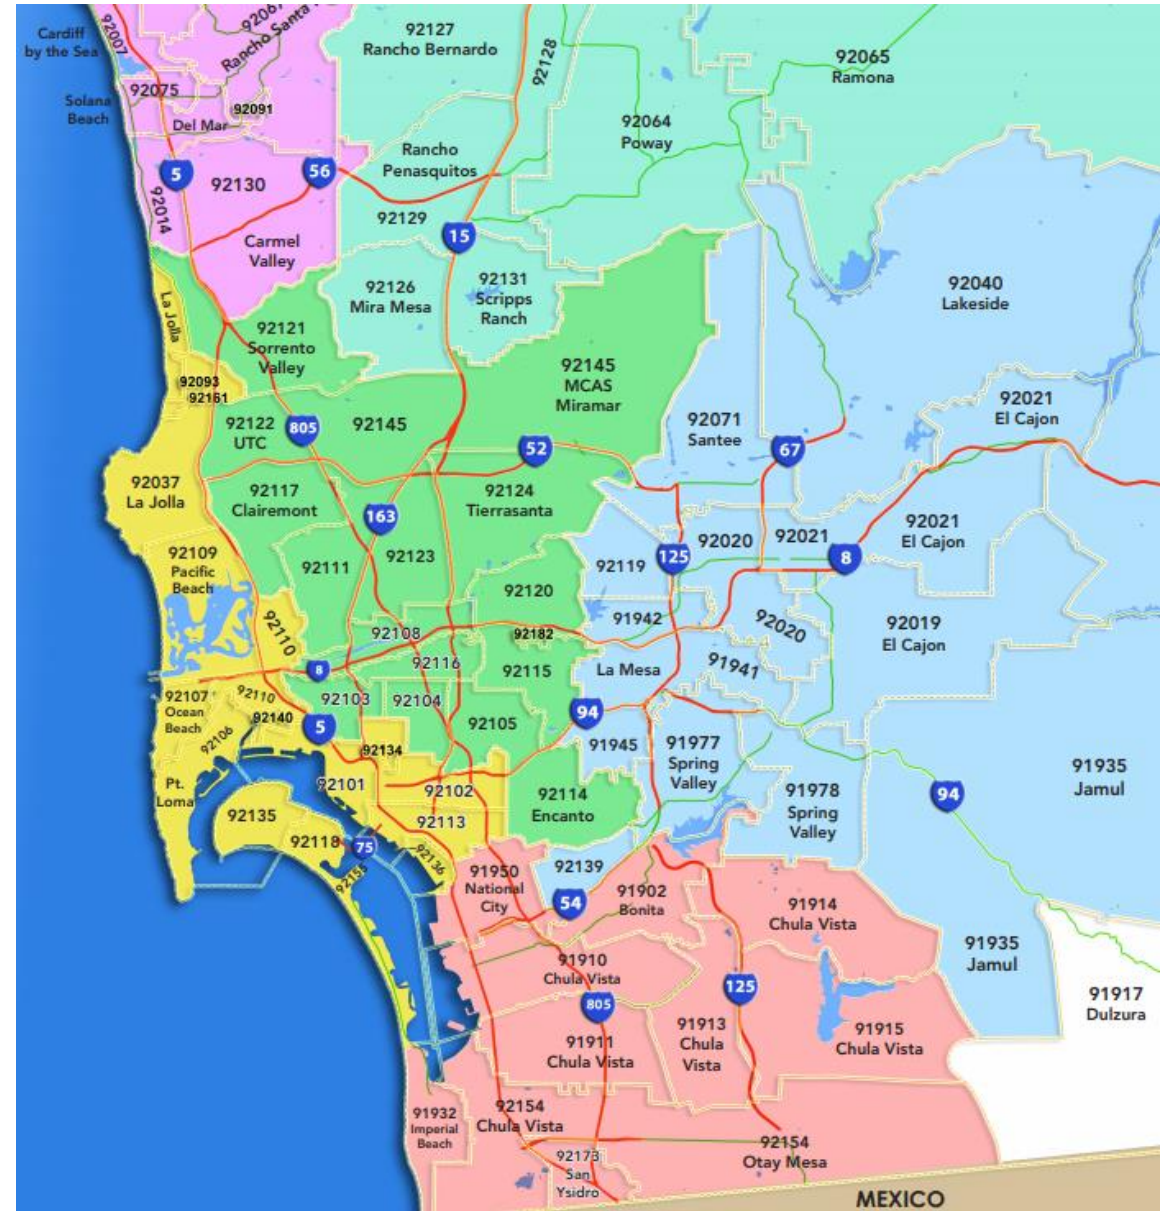 Cardiff
by the Sea
92007
92067
Rancho Santa
92127
Rancho Bernardo
92128
92065
Ramona
92075
Solana
Beach
92091
Del Mar
92064
Poway
Rancho
Penasquitos
5
56
92130
92014
92129
15
Carmel
Valley
92126
Mira Mesa
92131
Scripps
Ranch
92040
Lakeside
La Jolla
92121
Sorrento
Valley
92145
MCAS
Miramar
92093
92161
92122
UTC
805
92145
92071
Santee
92021
El Cajon
52
67
92037
La Jolla
92117
Clairemont
163
92124
Tierrasanta
92109
Pacific
Beach
92111
92123
92119
125
92020
92021
8
92021
El Cajon
92120
92110
92108
92182
91942
92020
92019
El Cajon
8
92116
92115
La Mesa
91941
92107
Ocean
Beach
92110
92140
92106
92103
92104
5
92105
94
91945
91977
Spring
Valley
92134
Pt.
Loma
92101
92102
92114
Encanto
91978
Spring
Valley
94
91935
Jamul
92135
92118
75
92113
92136
92155
91950
National
City
92139
54
91902
Bonita
91914
Chula Vista
91935
Jamul
91910
Chula Vista
805
125
91917
Dulzura
91911
Chula Vista
91913
Chula
Vista
91915
Chula Vista
91932
Imperial
Beach
92154
Chula Vista
92173
San
Ysidro
92154
Otay Mesa
MEXICO